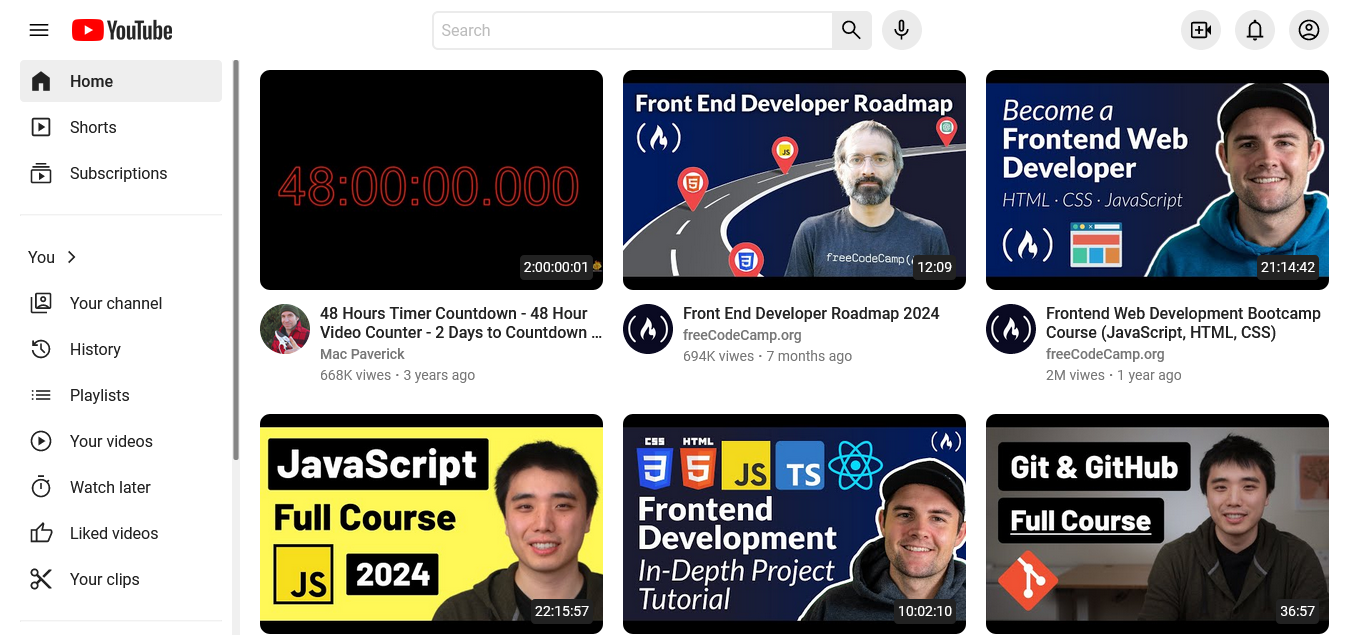 YouTube
Search
Home
Shorts
Subscriptions
You
Your channel
History
Playlists
Your videos
Watch later
Liked videos
Your clips
48:00:00.000
2:00:00:01
48 Hours Timer Countdown - 48 Hour
Video Counter - 2 Days to Countdown ...
Mac Paverick
668K viwes · 3 years ago
Front End Developer Roadmap
JS
freeCodeCamp(
12:09
Front End Developer Roadmap 2024
freeCodeCamp.org
694K viwes · 7 months ago
Become a
Frontend Web
Developer
HTML · CSS · JavaScript
21:14:42
Frontend Web Development Bootcamp
Course (JavaScript, HTML, CSS)
freeCodeCamp.org
2M viwes · 1 year ago
JavaScript
Full Course
JS
2024
22:15:57
CSS
HTML
3
5
JS
TS
Frontend
Development
In-Depth Project
Tutorial
10:02:10
Git & GitHub
Full Course
36:57